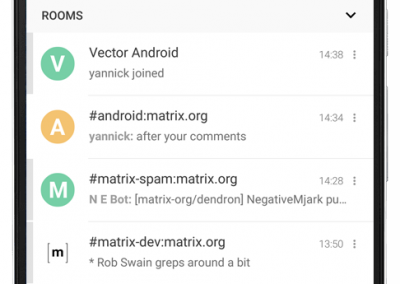 ROOMS
V
Vector Android 14:38
yannick joined
A
#android:matrix.org 14:34
yannick: after your comments
M
#matrix-spam:matrix.org 14:28
N E Bot: [matrix-org/dendron] NegativeMjark pu...
[m]
#matrix-dev:matrix.org 13:50
* Rob Swain greps around a bit